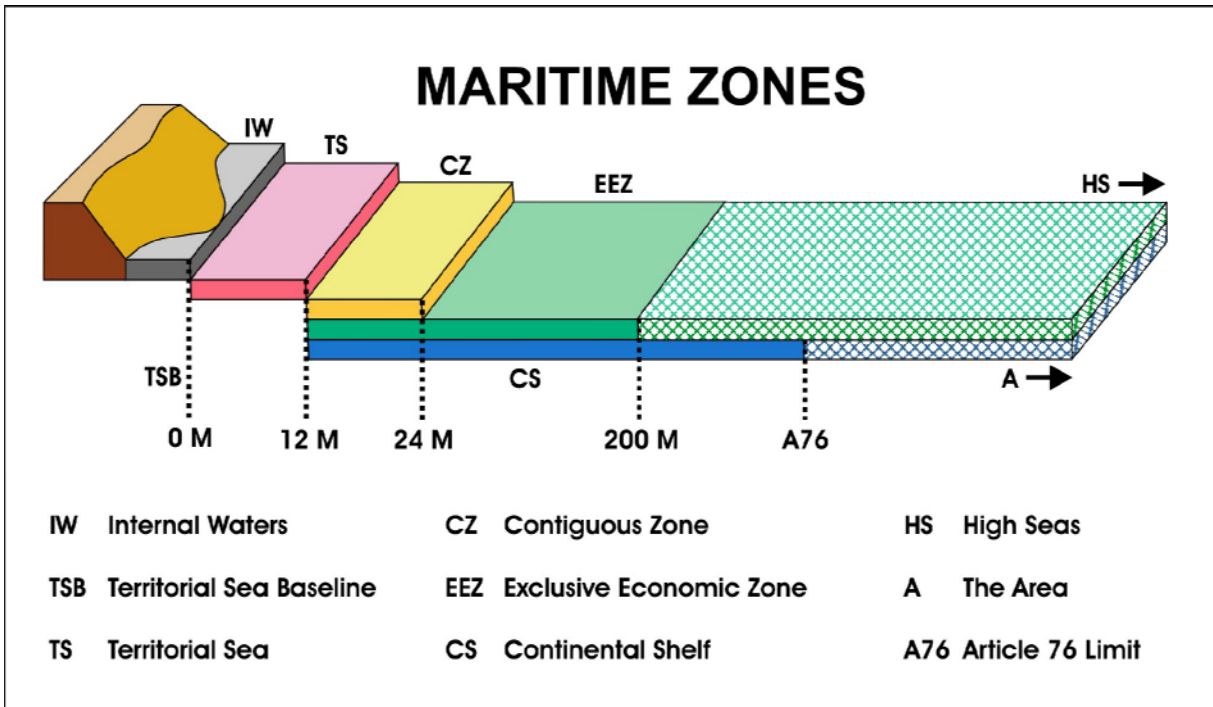 MARITIME ZONES
IW
TS
CZ
EEZ
HS
TSB
CS
A
0 M
12 M
24 M
200 M
A76
IW Internal Waters
CZ Contiguous Zone
HS High Seas
TSB Territorial Sea Baseline
EEZ Exclusive Economic Zone
A The Area
TS Territorial Sea
CS Continental Shelf
A76 Article 76 Limit